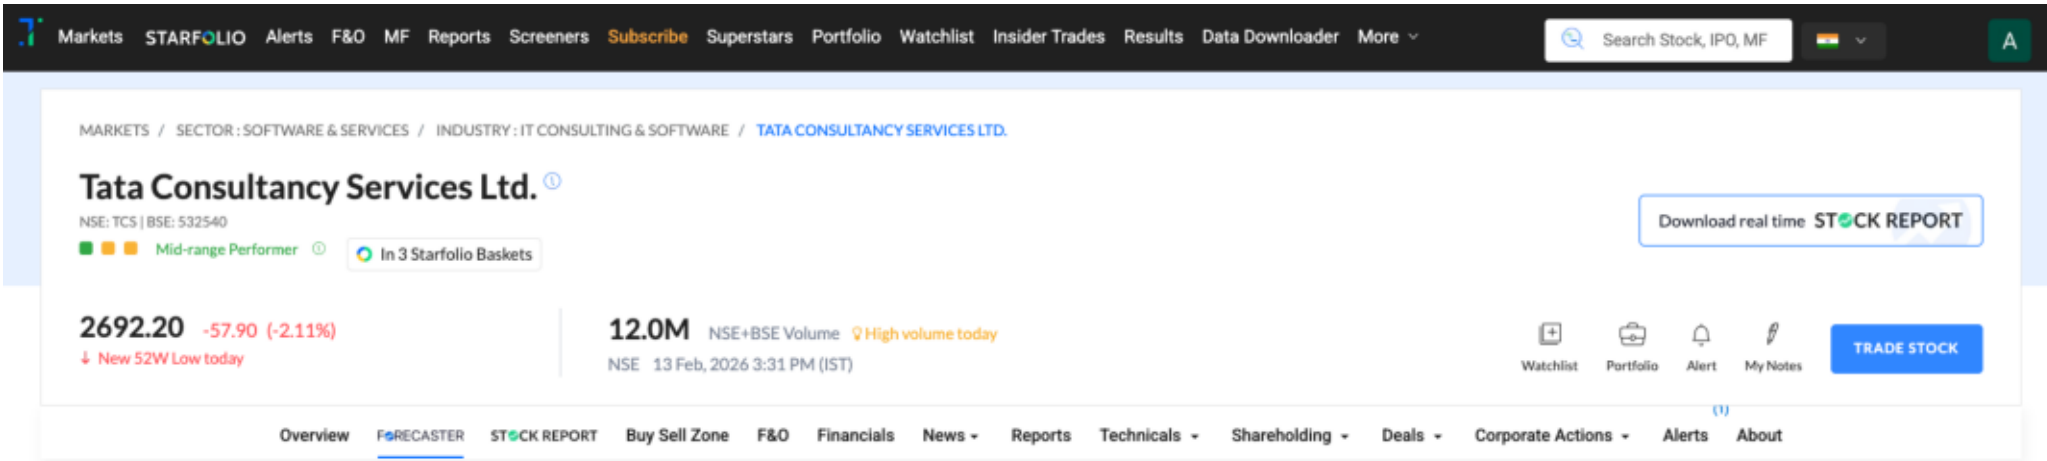 Markets STARFOLIO Alerts F&O MF Reports Screeners Subscribe Superstars Portfolio Watchlist Insider Trades Results Data Downloader More Search Stock, IPO, MF A
MARKETS / SECTOR : SOFTWARE & SERVICES / INDUSTRY : IT CONSULTING & SOFTWARE / TATA CONSULTANCY SERVICES LTD.
Tata Consultancy Services Ltd.
NSE: TCS | BSE: 532540
Mid-range Performer In 3 Starfolio Baskets
Download real time STOCK REPORT
2692.20 -57.90 (-2.11%)
↓ New 52W Low today
12.0M NSE+BSE Volume High volume today
NSE 13 Feb, 2026 3:31 PM (IST)
Watchlist Portfolio Alert My Notes TRADE STOCK
(1)
Overview FORECASTER STOCK REPORT Buy Sell Zone F&O Financials News Reports Technicals Shareholding Deals Corporate Actions Alerts About